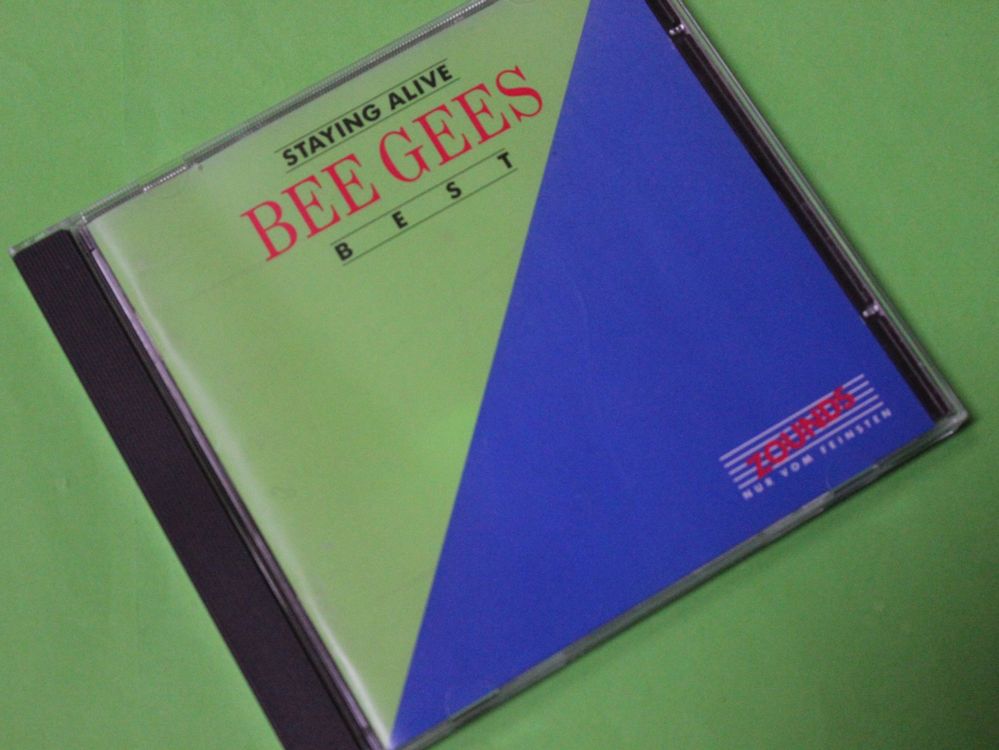 STAYING ALIVE
BEE GEES
BEST
ZOUNDS
NUR VOM FEINSTEN